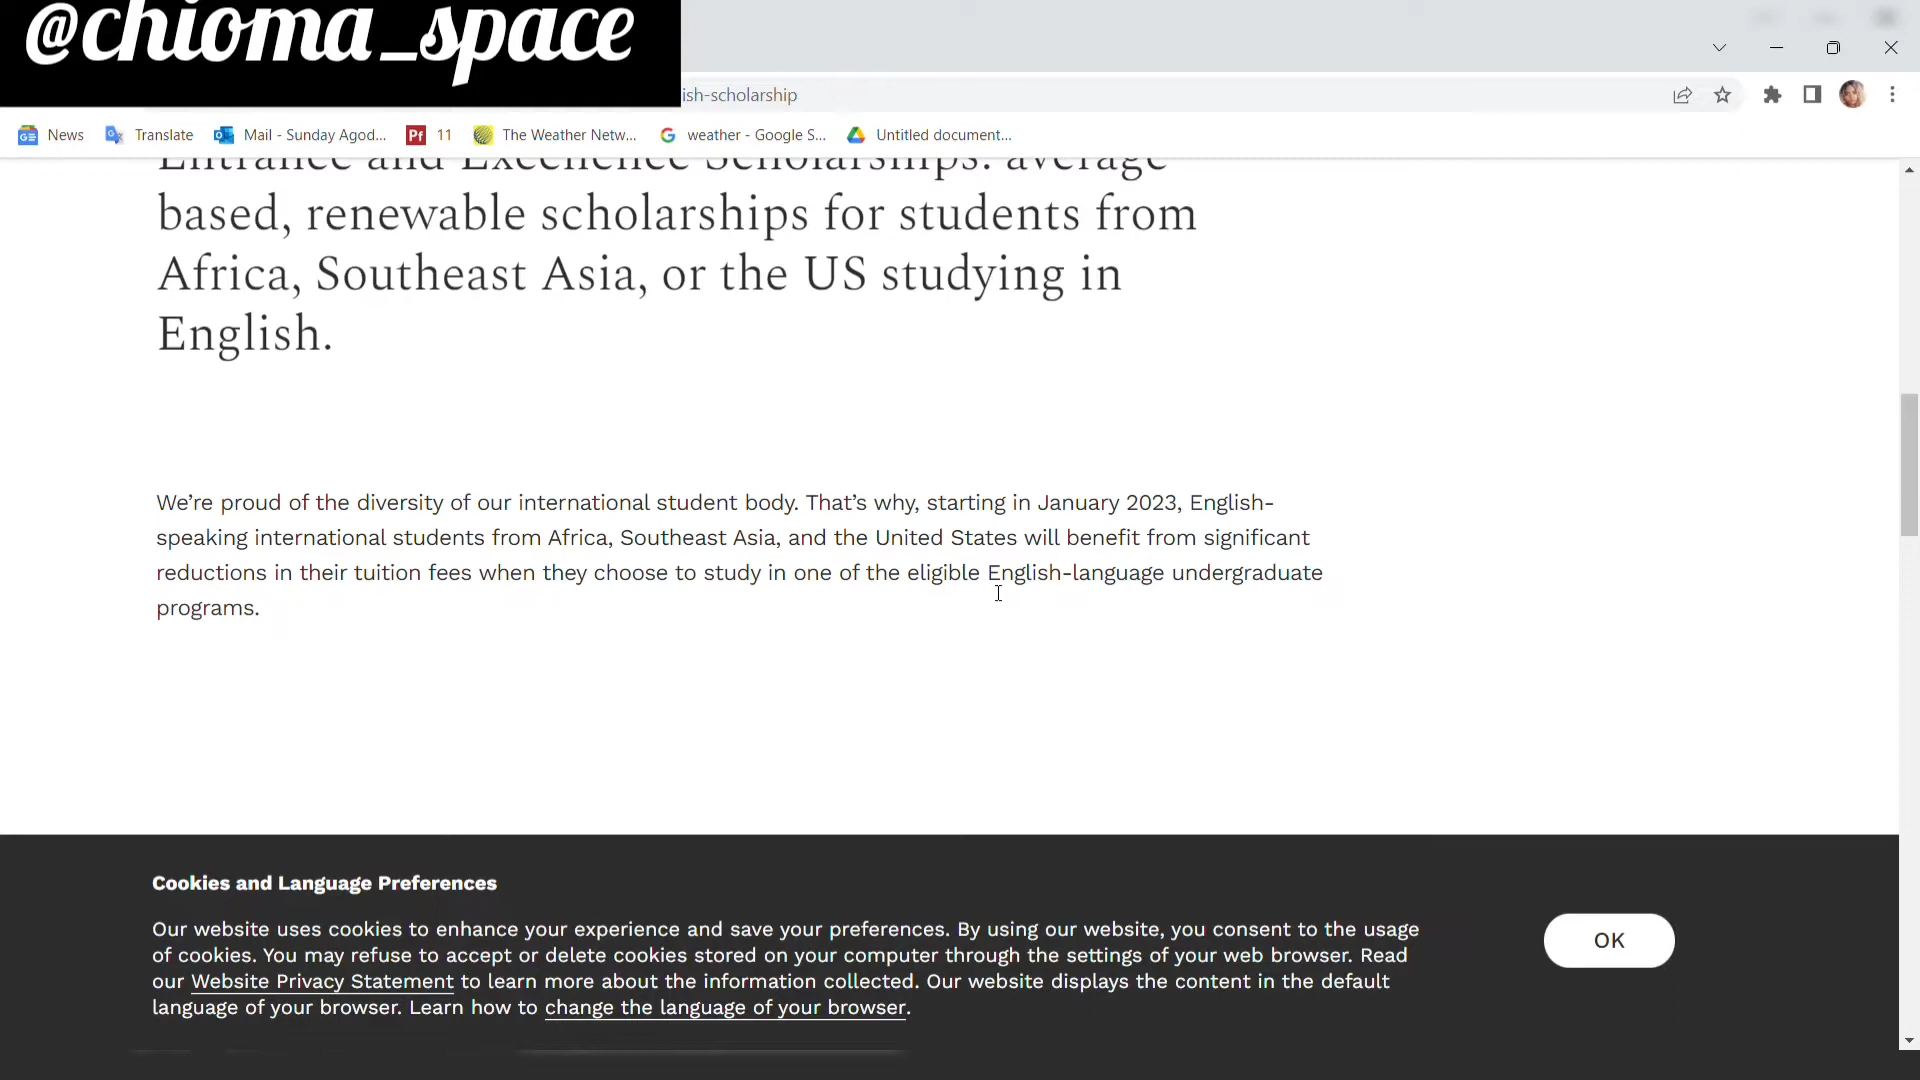 @chioma_space
ish-scholarship
News
Translate
Mail - Sunday Agod...
11
The Weather Netw...
weather - Google S...
Untitled document...
Entrance and Excellence Scholarships: average
based, renewable scholarships for students from
Africa, Southeast Asia, or the US studying in
English.
We’re proud of the diversity of our international student body. That’s why, starting in January 2023, English-
speaking international students from Africa, Southeast Asia, and the United States will benefit from significant
reductions in their tuition fees when they choose to study in one of the eligible English-language undergraduate
programs.
Cookies and Language Preferences
Our website uses cookies to enhance your experience and save your preferences. By using our website, you consent to the usage
of cookies. You may refuse to accept or delete cookies stored on your computer through the settings of your web browser. Read
our Website Privacy Statement to learn more about the information collected. Our website displays the content in the default
language of your browser. Learn how to change the language of your browser.
OK